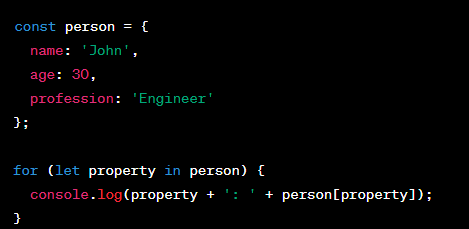 const person = {
  name: 'John',
  age: 30,
  profession: 'Engineer'
};

for (let property in person) {
  console.log(property + ': ' + person[property]);
}